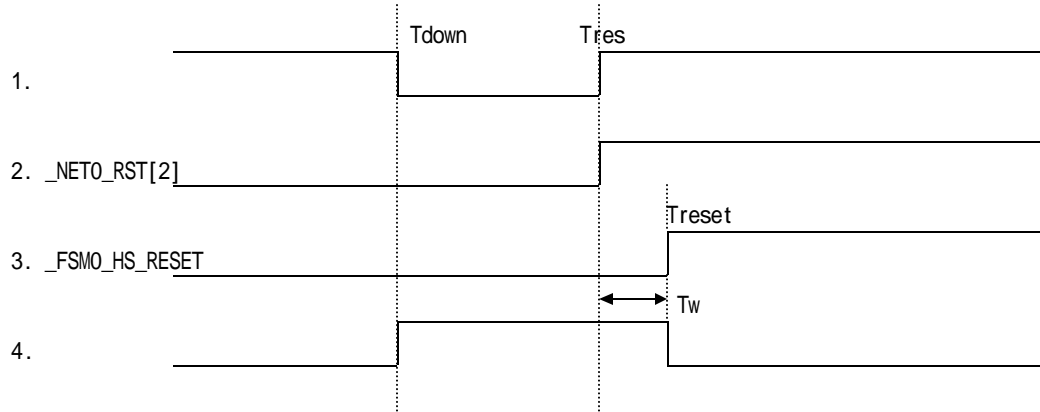 Tdown Tres
1.
2. _NET0_RST[2]
Treset
3. _FSM0_HS_RESET
Tw
4.